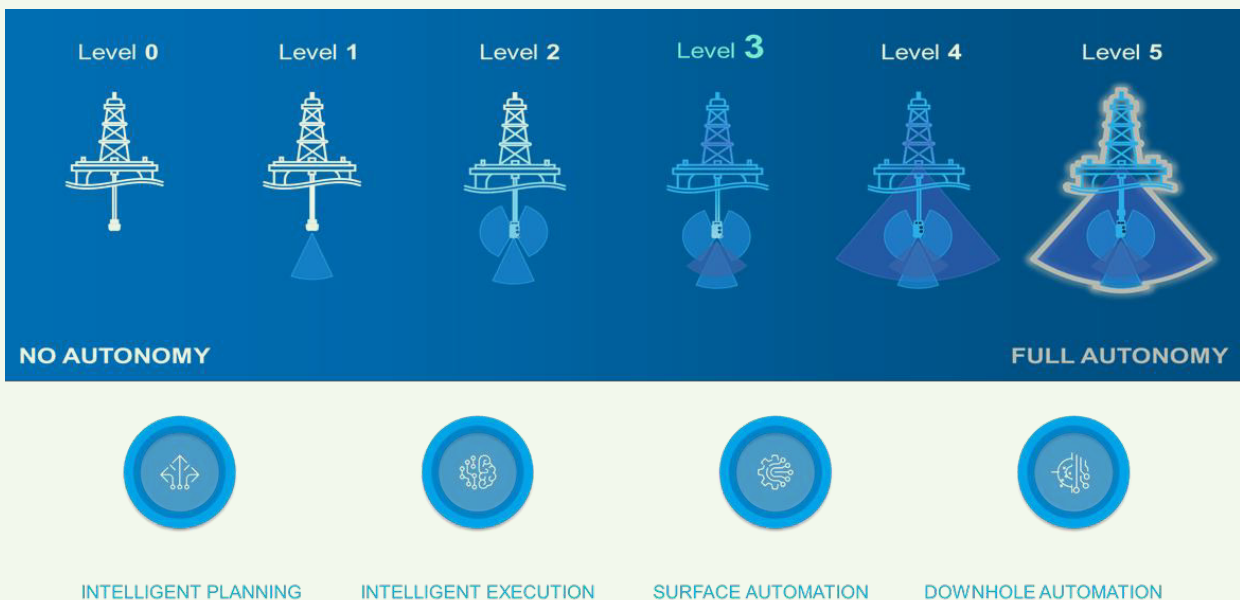 Level 0
Level 1
Level 2
Level 3
Level 4
Level 5
NO AUTONOMY
FULL AUTONOMY
INTELLIGENT PLANNING
INTELLIGENT EXECUTION
SURFACE AUTOMATION
DOWNHOLE AUTOMATION